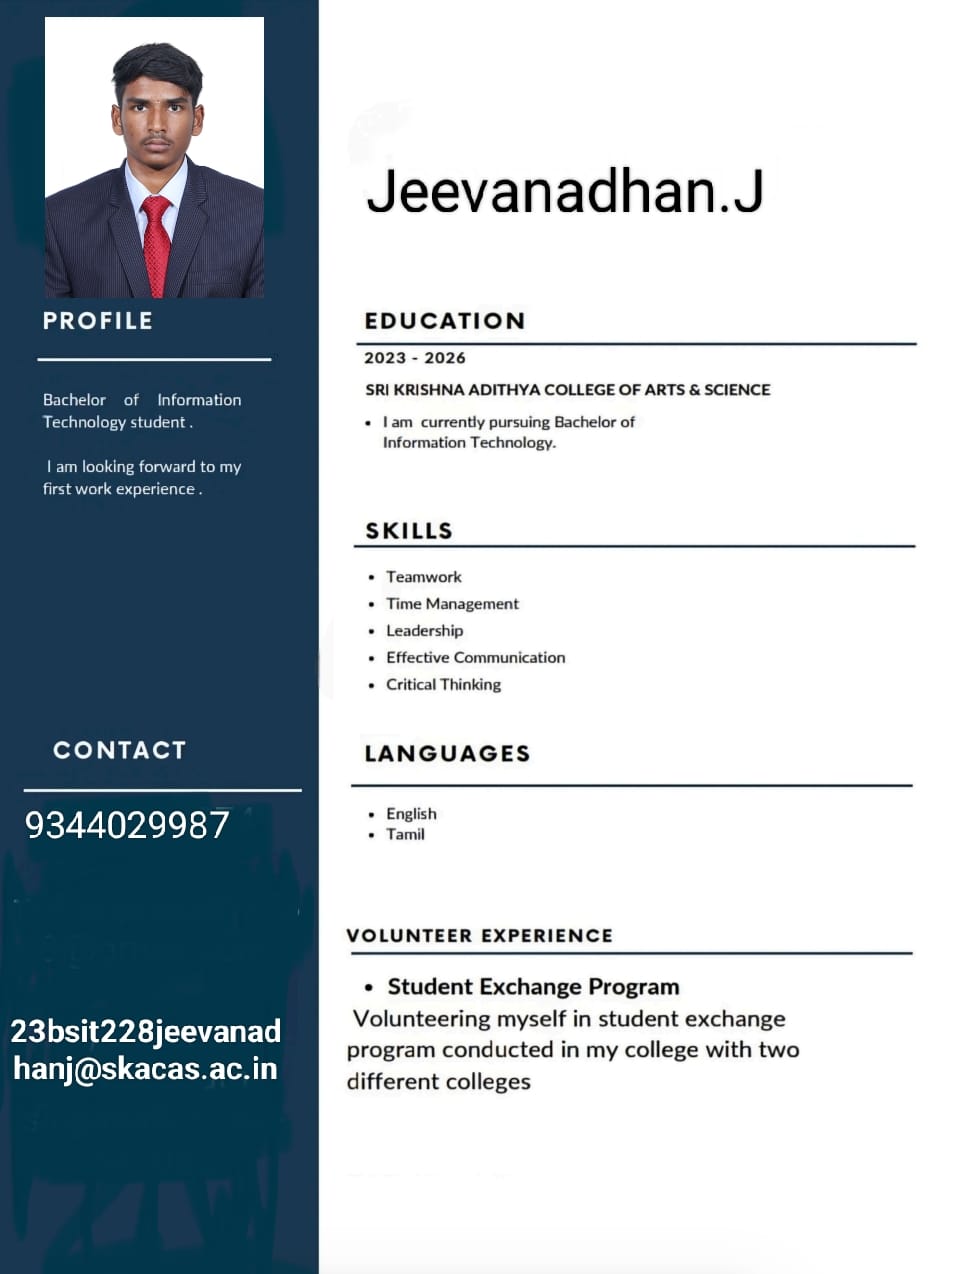 Jeevanadhan.J
PROFILE
Bachelor of Information
Technology student .
I am looking forward to my
first work experience .
CONTACT
9344029987
23bsit228jeevanad
hanj@skacas.ac.in
EDUCATION
2023 - 2026
SRI KRISHNA ADITHYA COLLEGE OF ARTS & SCIENCE
• I am currently pursuing Bachelor of
Information Technology.
SKILLS
• Teamwork
• Time Management
• Leadership
• Effective Communication
• Critical Thinking
LANGUAGES
• English
• Tamil
VOLUNTEER EXPERIENCE
• Student Exchange Program
Volunteering myself in student exchange
program conducted in my college with two
different colleges